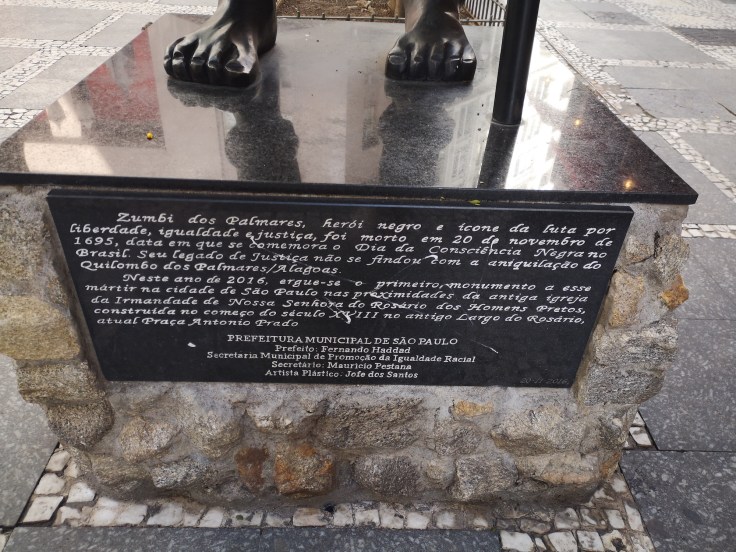 Zumbi dos Palmares, herói negro e ícone da luta por
liberdade, igualdade e justiça, foi morto em 20 de novembro de
1695, data em que se comemora o Dia da Consciência Negra no
Brasil. Seu legado de Justiça não se findou com a aniquilação do
Quilombo dos Palmares/Alagoas.
Neste ano de 2016, ergue-se o primeiro monumento a esse
mártir na cidade de São Paulo nas proximidades da antiga igreja
da Irmandade de Nossa Senhora do Rosário dos Homens Pretos,
construída no começo do século XVIII no antigo Largo do Rosário,
atual Praça Antonio Prado
PREFEITURA MUNICIPAL DE SÃO PAULO
Prefeito: Fernando Haddad
Secretaria Municipal de Promoção da Igualdade Racial
Secretário: Maurício Pestana
Artista Plástico: Jofe dos Santos